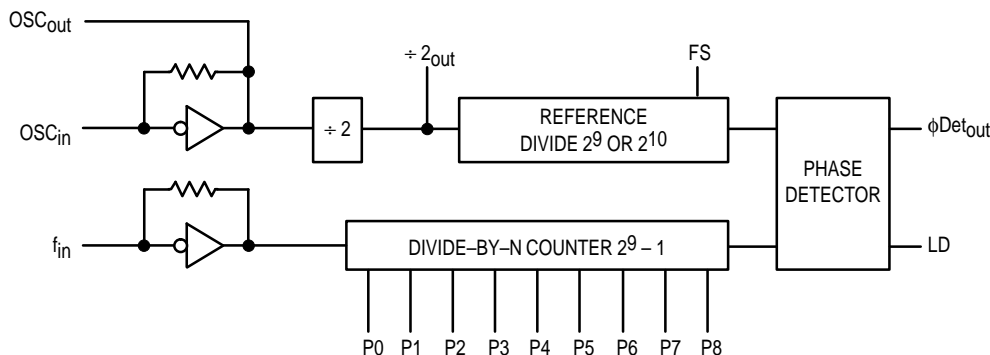 OSCout
÷ 2out
FS
OSCin
÷ 2
REFERENCE
DIVIDE 2⁹ OR 2¹⁰
PHASE
DETECTOR
ϕDetout
fin
DIVIDE–BY–N COUNTER 2⁹ – 1
LD
P0 P1 P2 P3 P4 P5 P6 P7 P8